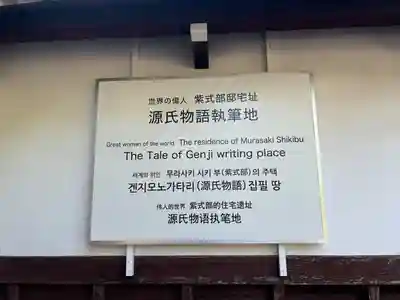 世界の偉人 紫式部邸宅址
源氏物語執筆地
Great woman of the world The residence of Murasaki Shikibu
The Tale of Genji writing place
세계의 위인 무라사키 시키 부(紫式部)의 주택
겐지모노가타리(源氏物語)집필 땅
伟人的世界 紫式部的住宅遗址
源氏物语执笔地